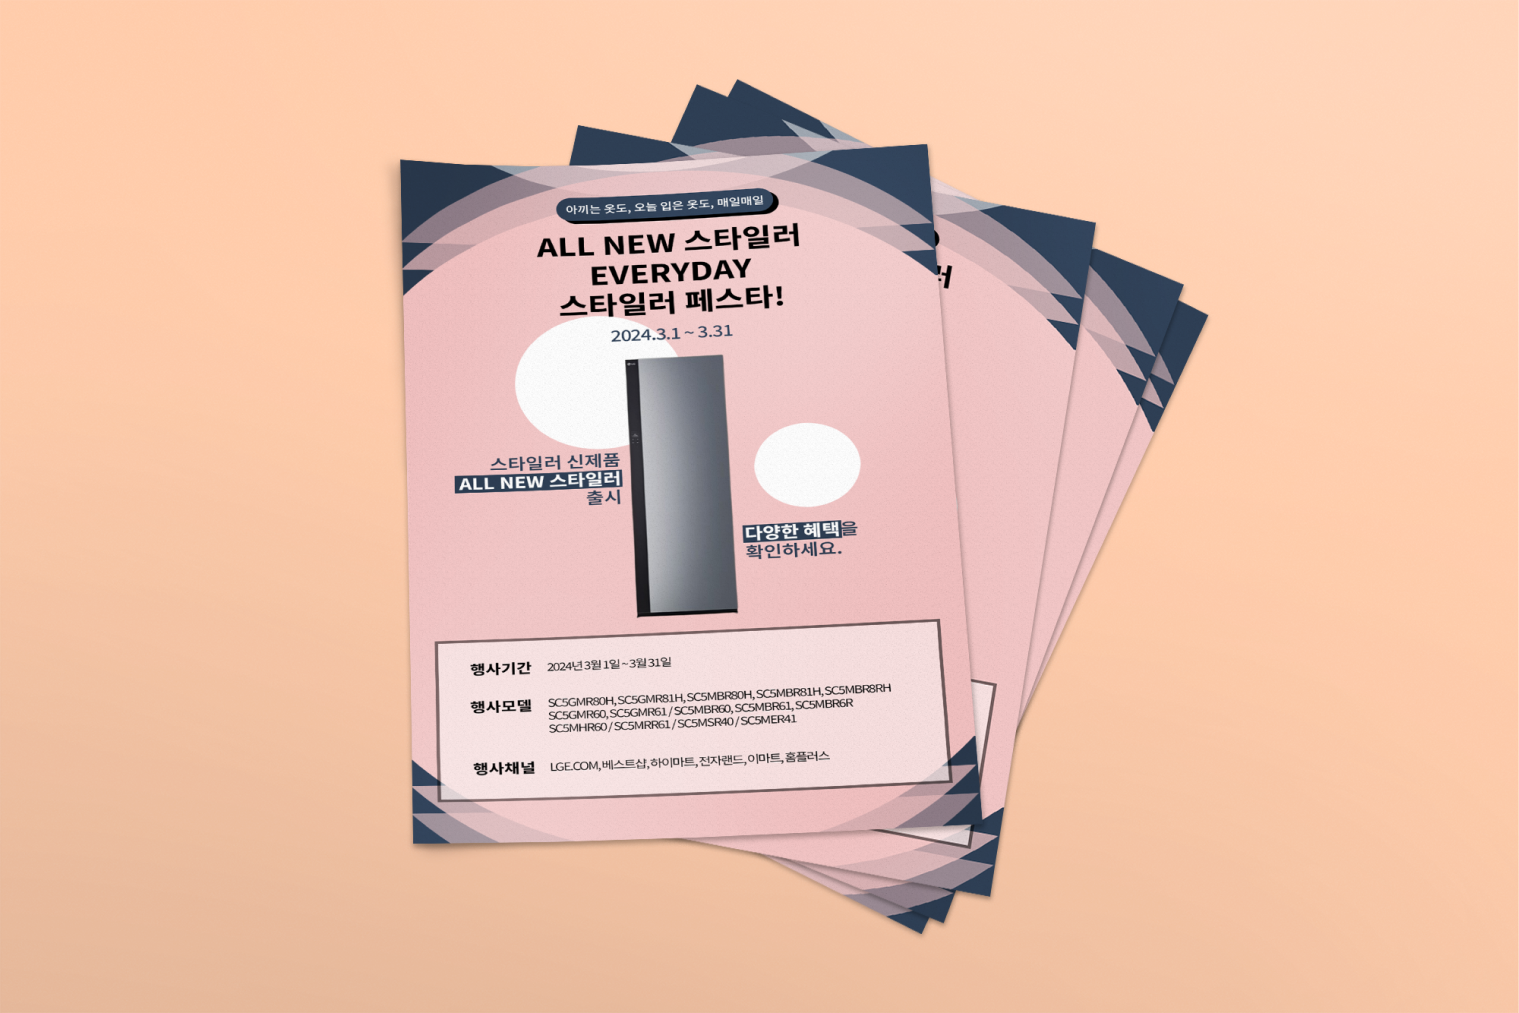 아끼는 옷도, 오늘 입은 옷도, 매일매일
ALL NEW 스타일러
EVERYDAY
스타일러 페스타!
2024.3.1 ~ 3.31
스타일러 신제품
ALL NEW 스타일러
출시
다양한 혜택을
확인하세요.
행사기간 2024년 3월 1일 ~ 3월 31일
행사모델 SC5GMR80H, SC5GMR81H, SC5MBR80H, SC5MBR81H, SC5MBR8RH
SC5GMR60, SC5GMR61 / SC5MBR60, SC5MBR61, SC5MBR6R
SC5MHR60 / SC5MRR61 / SC5MSR40 / SC5MER41
행사채널 LGE.COM, 베스트샵, 하이마트, 전자랜드, 이마트, 홈플러스
러